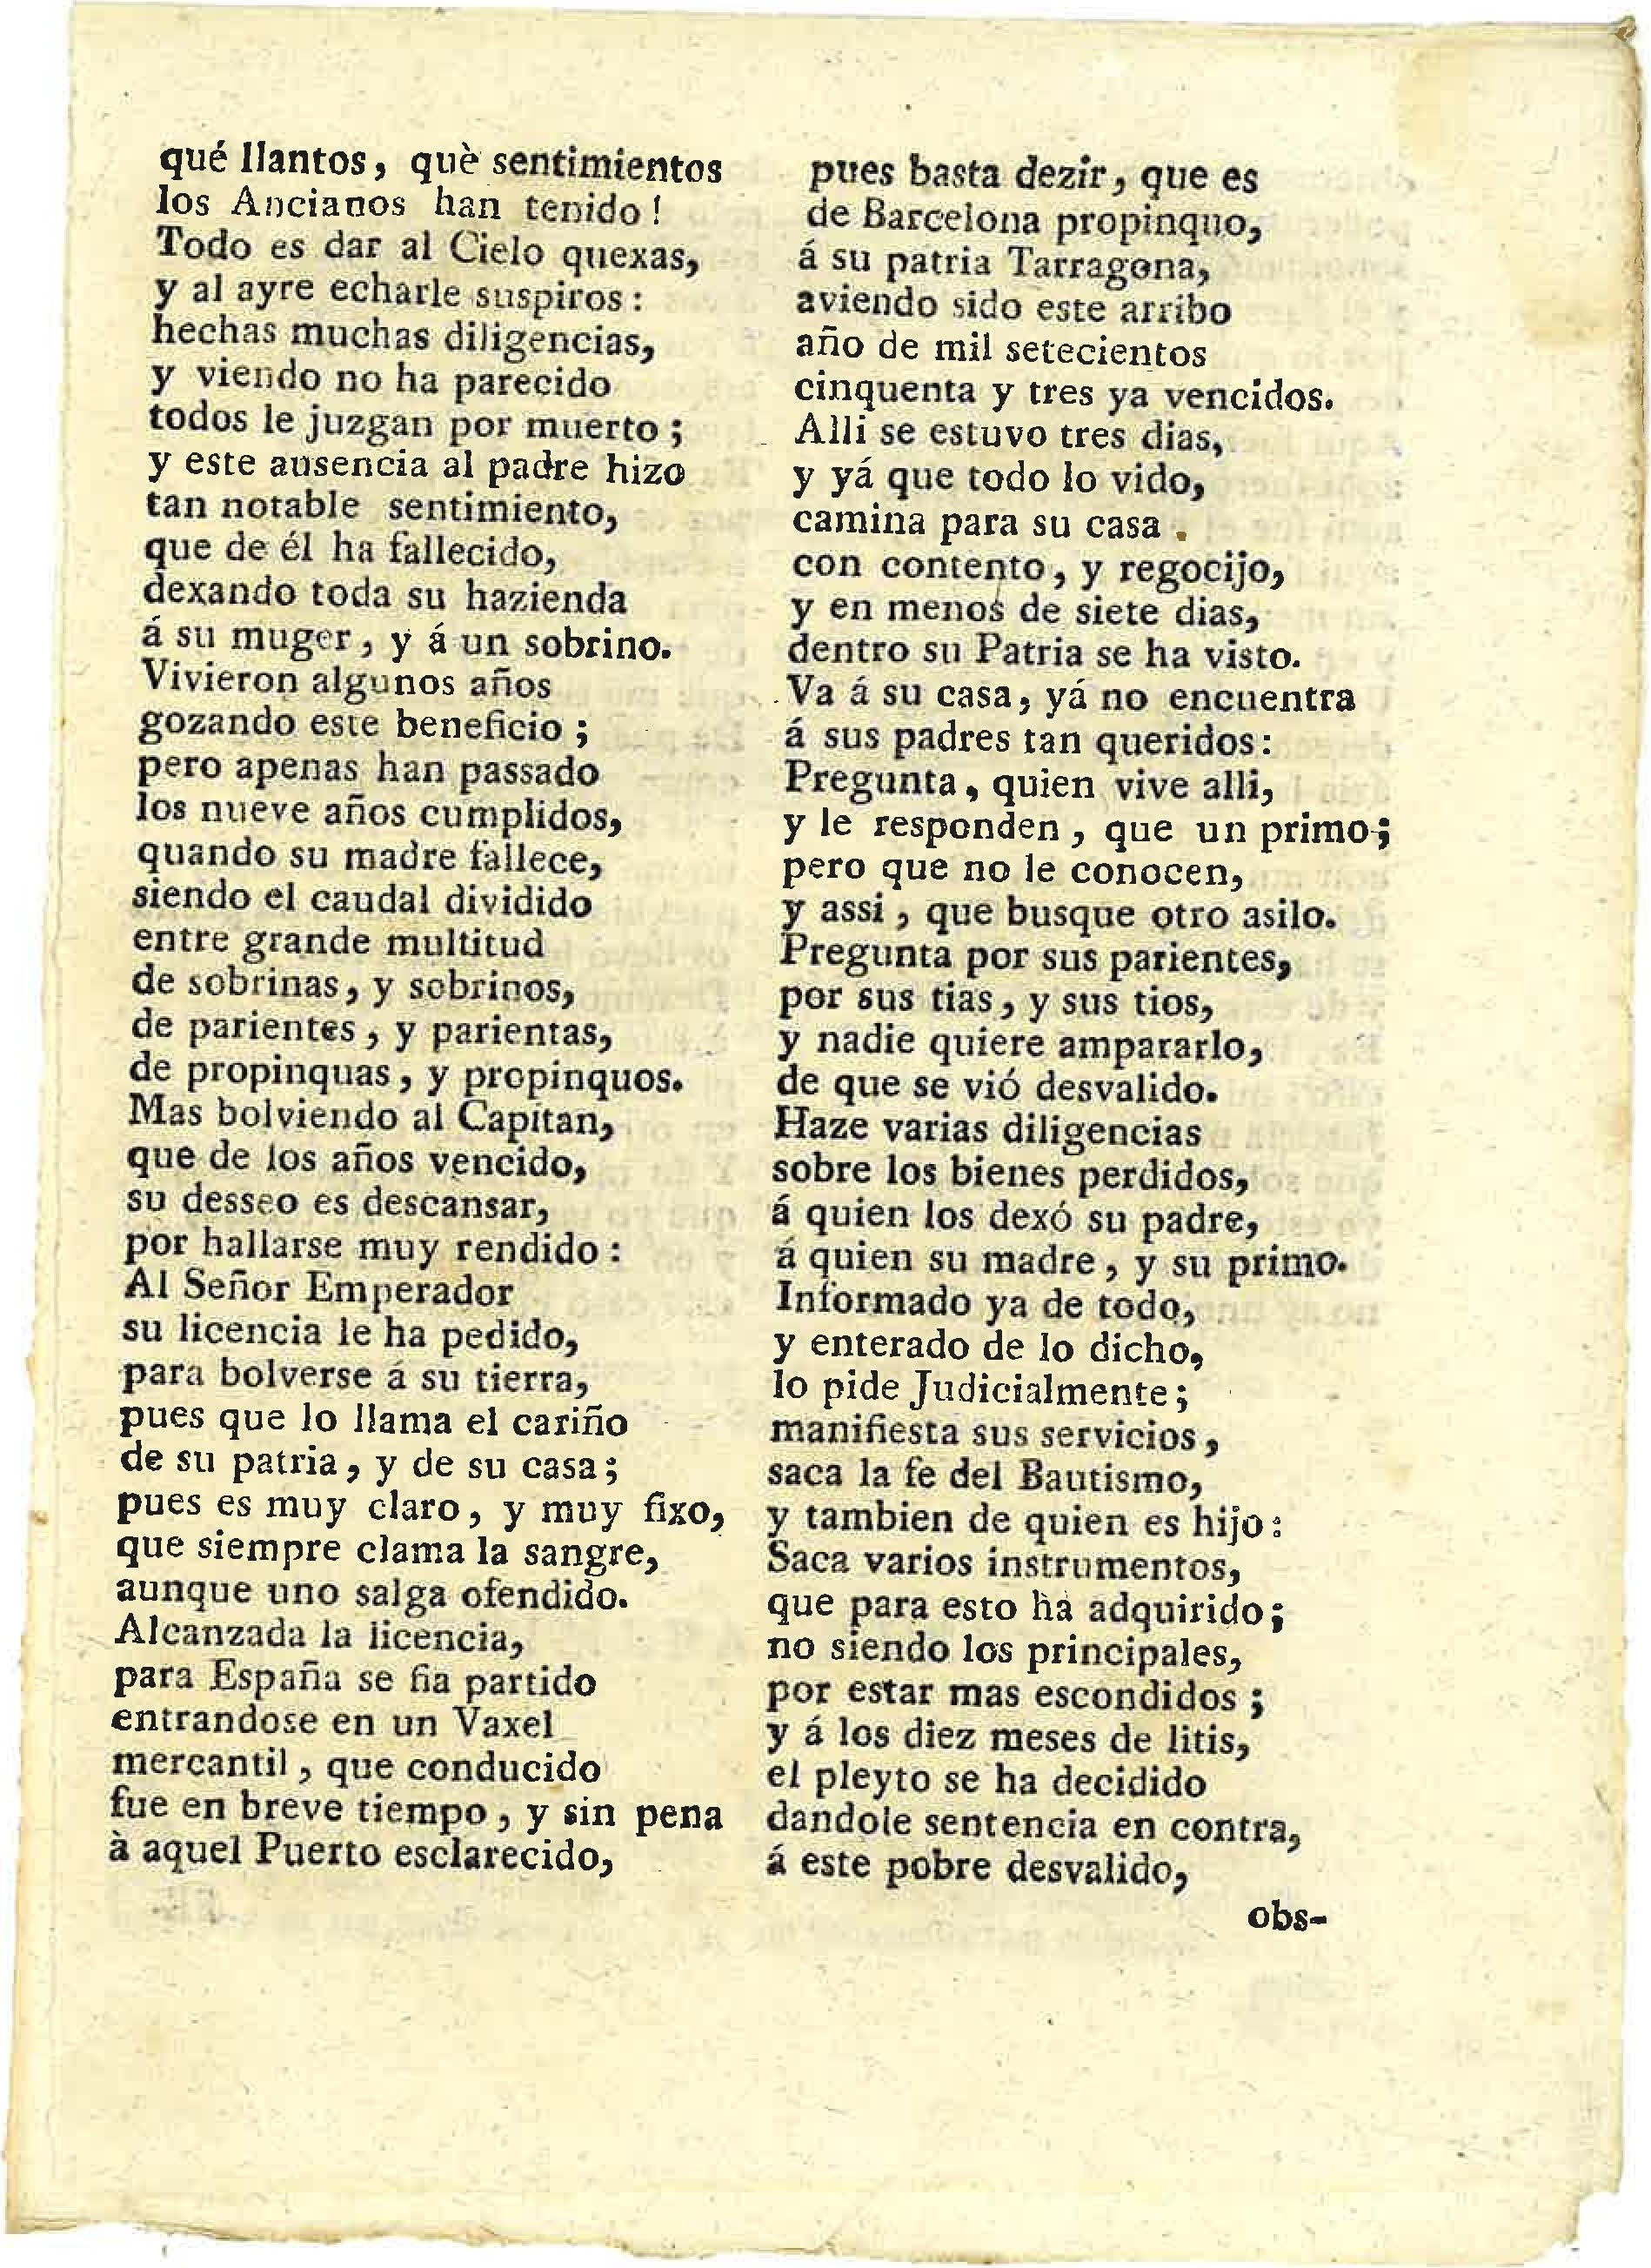 qué llantos, què sentimientos
los Ancianos han tenido!
Todo es dar al Cielo quexas,
y al ayre echarle suspiros:
hechas muchas diligencias,
y viendo no ha parecido
todos le juzgan por muerto;
y este ausencia al padre hizo
tan notable sentimiento,
que de él ha fallecido,
dexando toda su hazienda
á su muger, y á un sobrino.
Vivieron algunos años
gozando este beneficio;
pero apenas han passado
los nueve años cumplidos,
quando su madre fallece,
siendo el caudal dividido
entre grande multitud
de sobrinas, y sobrinos,
de parientes, y parientas,
de propinquas, y propinquos.
Mas bolviendo al Capitan,
que de los años vencido,
su desseo es descansar,
por hallarse muy rendido:
Al Señor Emperador
su licencia le ha pedido,
para bolverse á su tierra,
pues que lo llama el cariño
de su patria, y de su casa;
pues es muy claro, y muy fixo,
que siempre clama la sangre,
aunque uno salga ofendido.
Alcanzada la licencia,
para España se fia partido
entrandose en un Vaxel
mercantil, que conducido
fue en breve tiempo, y sin pena
à aquel Puerto esclarecido,
pues basta dezir, que es
de Barcelona propinquo,
á su patria Tarragona,
aviendo sido este arribo
año de mil setecientos
cinquenta y tres ya vencidos.
Alli se estuvo tres dias,
y yá que todo lo vido,
camina para su casa.
con contento, y regocijo,
y en menos de siete dias,
dentro su Patria se ha visto.
Va á su casa, yá no encuentra
á sus padres tan queridos:
Pregunta, quien vive alli,
y le responden, que un primo;
pero que no le conocen,
y assi, que busque otro asilo.
Pregunta por sus parientes,
por sus tias, y sus tios,
y nadie quiere ampararlo,
de que se vió desvalido.
Haze varias diligencias
sobre los bienes perdidos,
á quien los dexó su padre,
á quien su madre, y su primo.
Informado ya de todo,
y enterado de lo dicho,
lo pide Judicialmente;
manifiesta sus servicios,
saca la fe del Bautismo,
y tambien de quien es hijo:
Saca varios instrumentos,
que para esto ha adquirido;
no siendo los principales,
por estar mas escondidos;
y á los diez meses de litis,
el pleyto se ha decidido
dandole sentencia en contra,
á este pobre desvalido,
obs-